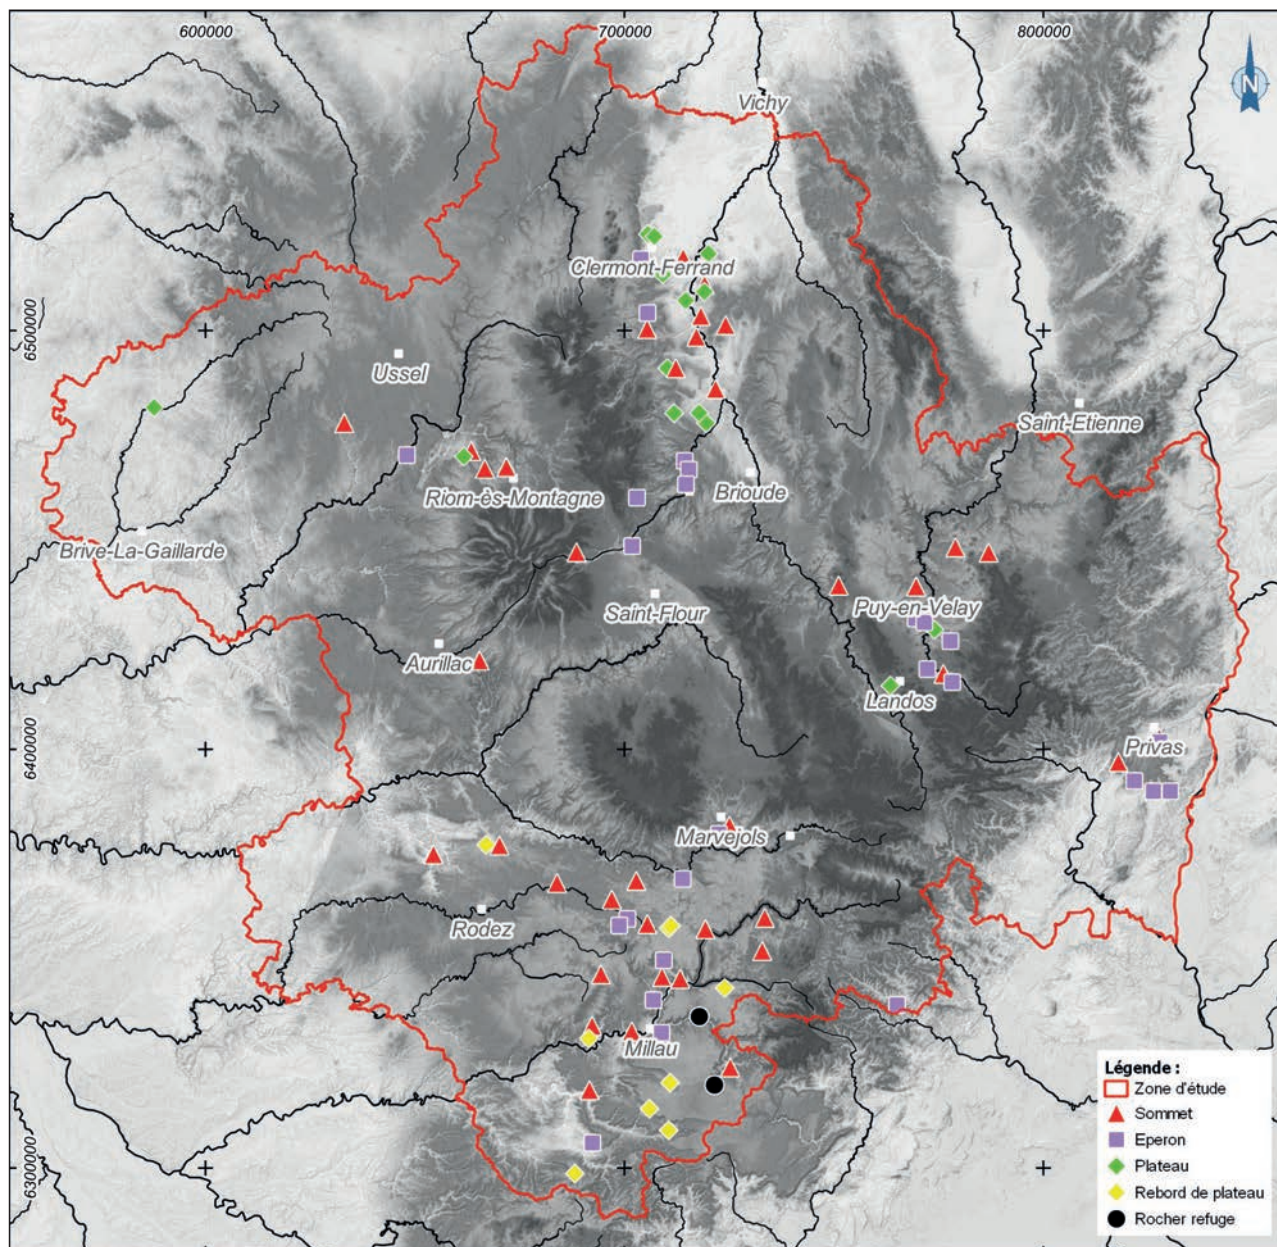 600000
700000
800000
N
Vichy
Clermont-Ferrand
6500000
Ussel
Saint-Etienne
Riom-ès-Montagne
Brioude
Brive-La-Gaillarde
Saint-Flour
Puy-en-Velay
Aurillac
Landos
6400000
Privas
Marvejols
Rodez
Millau
6300000
Légende :
Zone d'étude
Sommet
Eperon
Plateau
Rebord de plateau
Rocher refuge